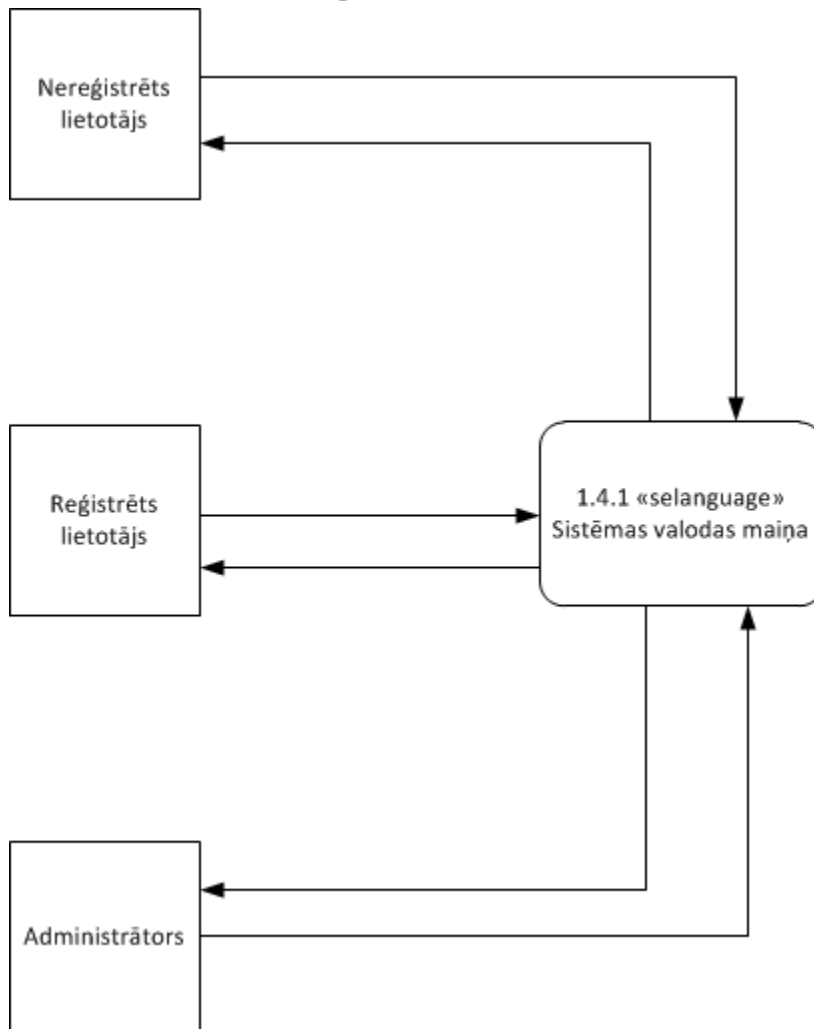 Nereģistrēts
lietotājs
Reģistrēts
lietotājs
1.4.1 «selanguage»
Sistēmas valodas maiņa
Administrātors